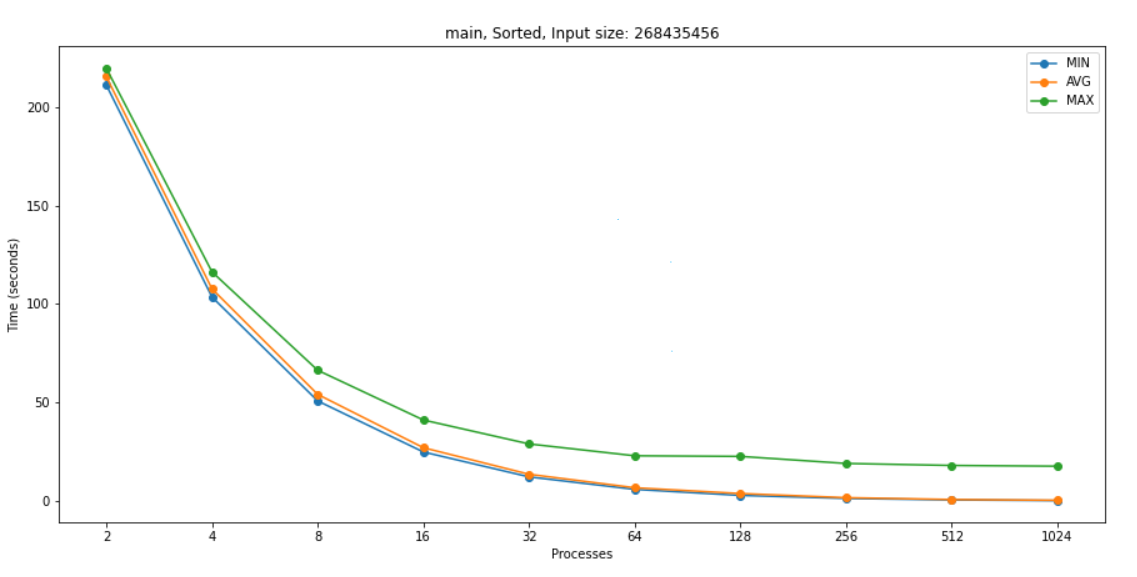 main, Sorted, Input size: 268435456
MIN
AVG
MAX
Time (seconds)
200
150
100
50
0
2 4 8 16 32 64 128 256 512 1024
Processes